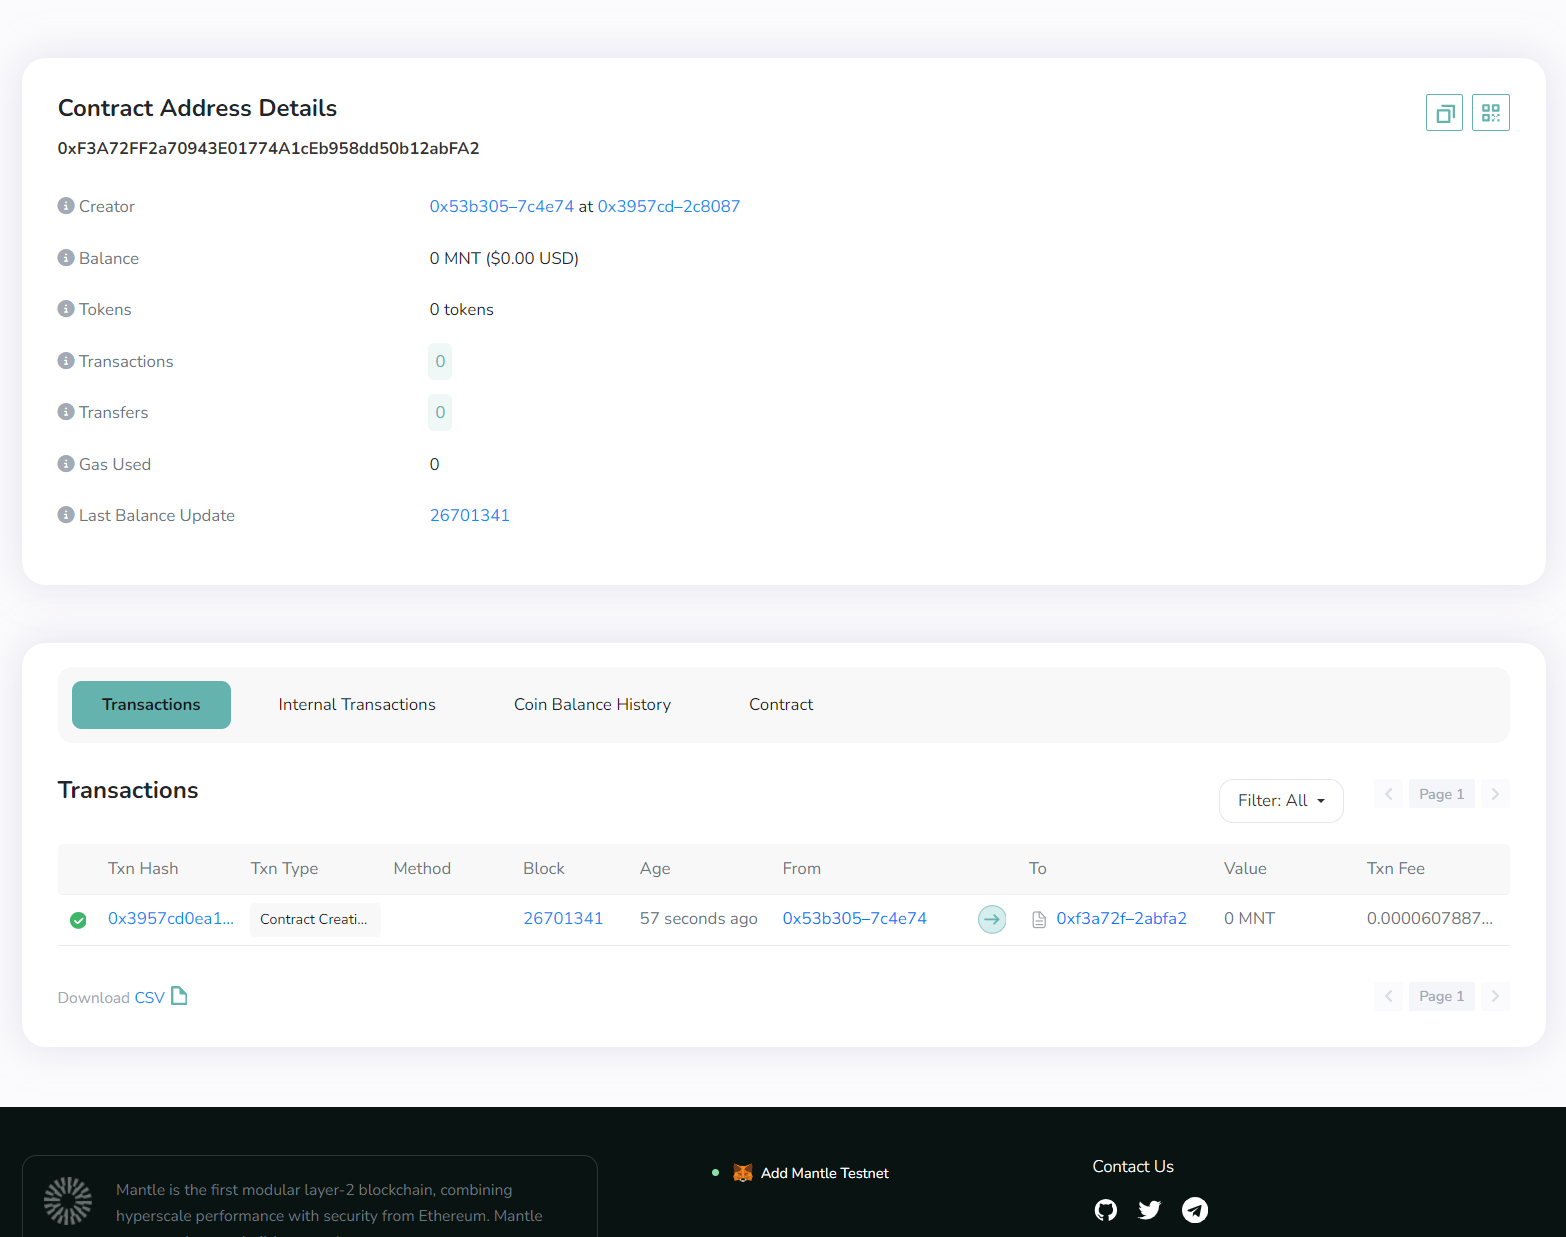 Contract Address Details
0xF3A72FF2a70943E01774A1cEb958dd50b12abFA2
Creator 0x53b305–7c4e74 at 0x3957cd–2c8087
Balance 0 MNT ($0.00 USD)
Tokens 0 tokens
Transactions 0
Transfers 0
Gas Used 0
Last Balance Update 26701341
Transactions Internal Transactions Coin Balance History Contract
Transactions
Filter: All Page 1
Txn Hash Txn Type Method Block Age From To Value Txn Fee
0x3957cd0ea1... Contract Creati... 26701341 57 seconds ago 0x53b305–7c4e74 0xf3a72f–2abfa2 0 MNT 0.0000607887...
Download CSV Page 1
Add Mantle Testnet
Contact Us
Mantle is the first modular layer-2 blockchain, combining
hyperscale performance with security from Ethereum. Mantle